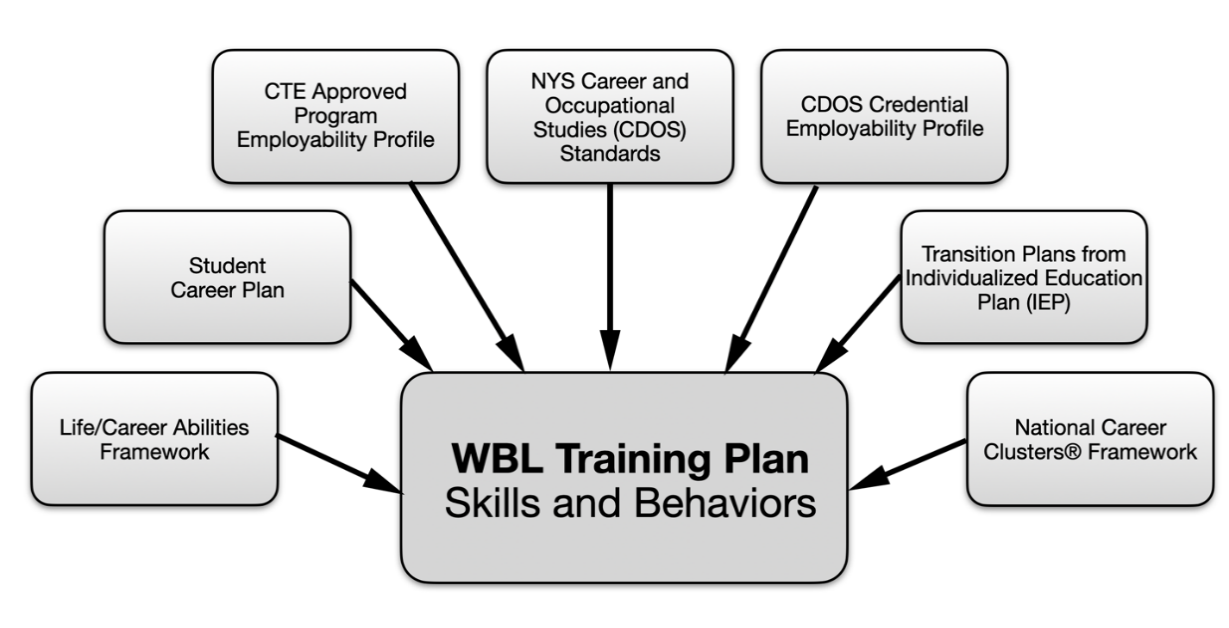 CTE Approved
Program
Employability Profile
NYS Career and
Occupational
Studies (CDOS)
Standards
CDOS Credential
Employability Profile
Student
Career Plan
Transition Plans from
Individualized Education
Plan (IEP)
Life/Career Abilities
Framework
WBL Training Plan
Skills and Behaviors
National Career
Clusters® Framework